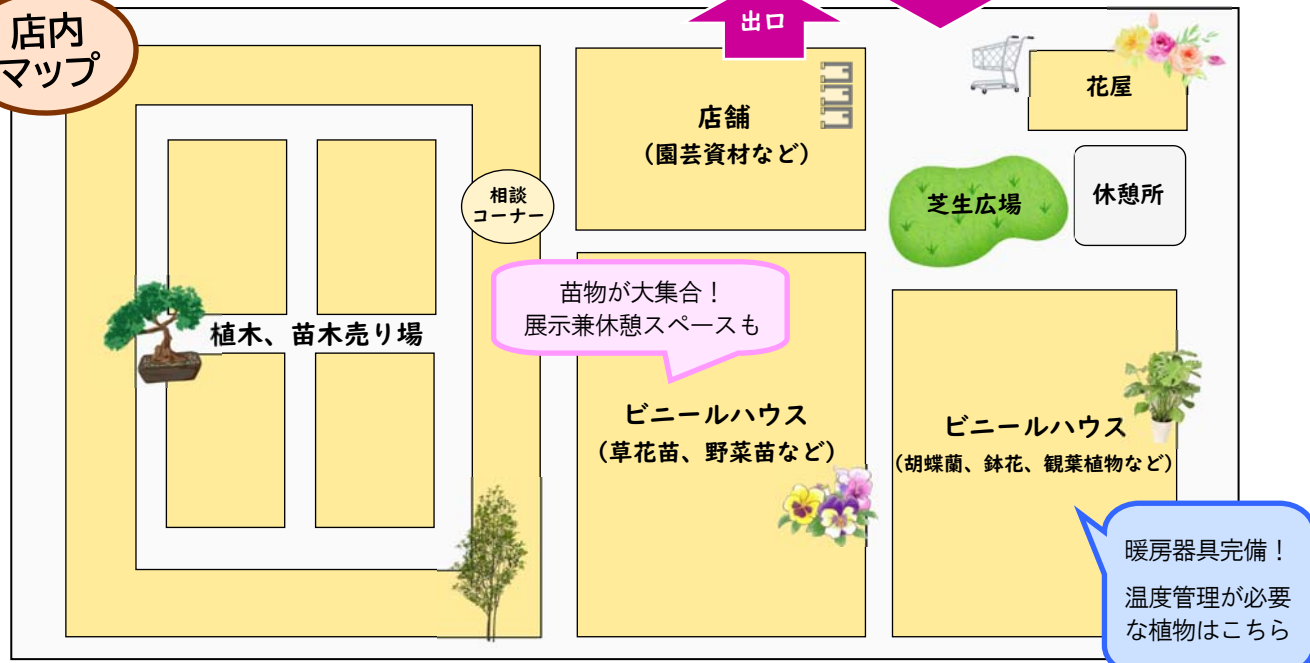 店内
マップ
出口
店舗
（園芸資材など）
花屋
芝生広場
休憩所
相談
コーナー
植木、苗木売り場
苗物が大集合！
展示兼休憩スペースも
ビニールハウス
（草花苗、野菜苗など）
ビニールハウス
（胡蝶蘭、鉢花、観葉植物など）
暖房器具完備！
温度管理が必要
な植物はこちら